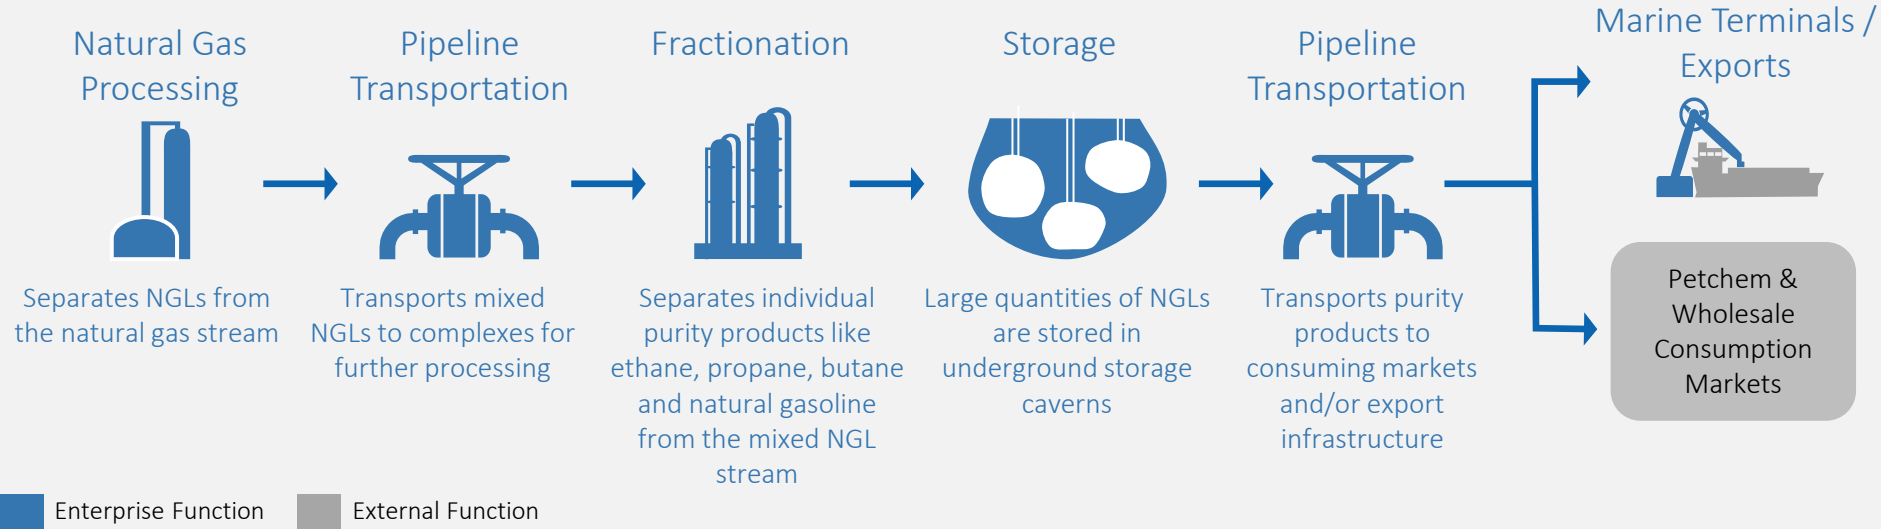 Natural Gas
Processing
Separates NGLs from
the natural gas stream
Pipeline
Transportation
Transports mixed
NGLs to complexes for
further processing
Fractionation
Separates individual
purity products like
ethane, propane, butane
and natural gasoline
from the mixed NGL
stream
Storage
Large quantities of NGLs
are stored in
underground storage
caverns
Pipeline
Transportation
Transports purity
products to
consuming markets
and/or export
infrastructure
Marine Terminals /
Exports
Petchem &
Wholesale
Consumption
Markets
Enterprise Function
External Function